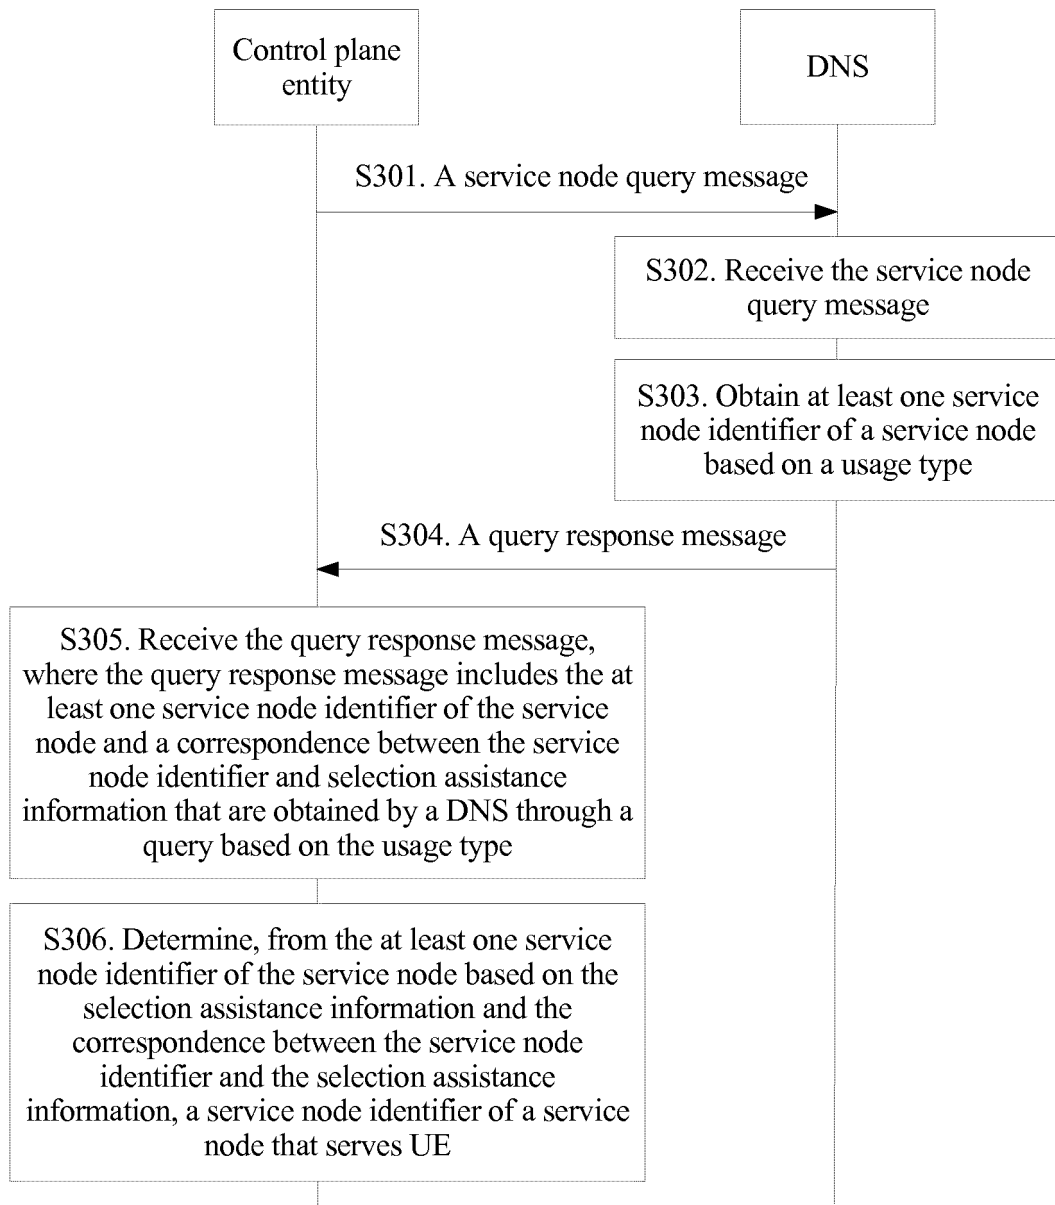 Control plane
entity
DNS
S301. A service node query message
S302. Receive the service node
query message
S303. Obtain at least one service
node identifier of a service node
based on a usage type
S304. A query response message
S305. Receive the query response message,
where the query response message includes the at
least one service node identifier of the service
node and a correspondence between the service
node identifier and selection assistance
information that are obtained by a DNS through a
query based on the usage type
S306. Determine, from the at least one service
node identifier of the service node based on the
selection assistance information and the
correspondence between the service node
identifier and the selection assistance
information, a service node identifier of a service
node that serves UE